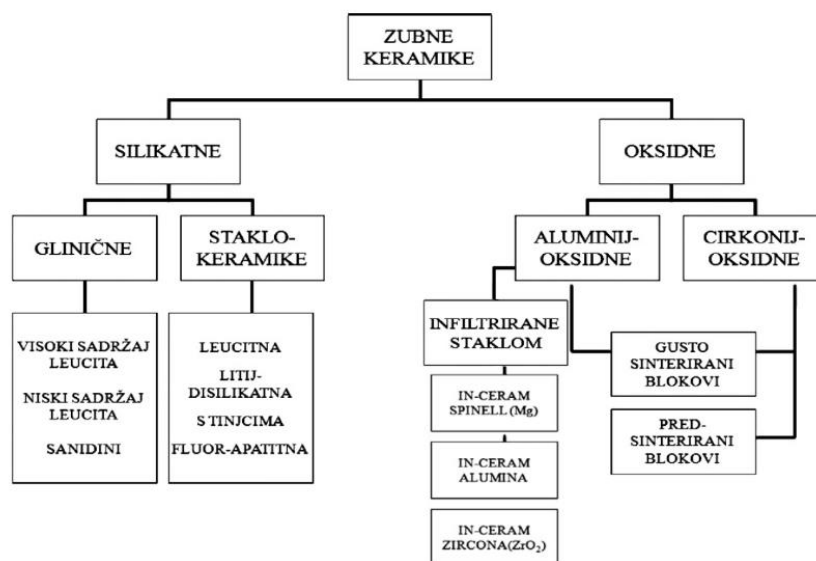 ZUBNE
KERAMIKE
SILIKATNE
OKSIDNE
GLINIČNE
STAKLO-
KERAMIKE
ALUMINIJ-
OKSIDNE
CIRKONIJ-
OKSIDNE
VISOKI SADRŽAJ
LEUCITA
NISKI SADRŽAJ
LEUCITA
SANIDINI
LEUCITNA
LITIJ-
DISILIKATNA
S TINJCIMA
FLUOR-APATITNA
INFILTRIRANE
STAKLOM
IN-CERAM
SPINELL (Mg)
IN-CERAM
ALUMINA
IN-CERAM
ZIRCONA(ZrO₂)
GUSTO
SINTERIRANI
BLOKOVI
PRED-
SINTERIRANI
BLOKOVI